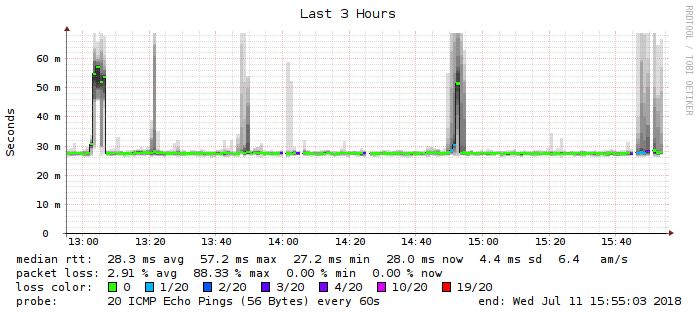 Last 3 Hours
RRDTOOL / TOBI OETIKER
Seconds
60 m
50 m
40 m
30 m
20 m
10 m
0
13:00 13:20 13:40 14:00 14:20 14:40 15:00 15:20 15:40
median rtt: 28.3 ms avg 57.2 ms max 27.2 ms min 28.0 ms now 4.4 ms sd 6.4 am/s
packet loss: 2.91 % avg 88.33 % max 0.00 % min 0.00 % now
loss color: 0 1/20 2/20 3/20 4/20 10/20 19/20
probe: 20 ICMP Echo Pings (56 Bytes) every 60s end: Wed Jul 11 15:55:03 2018